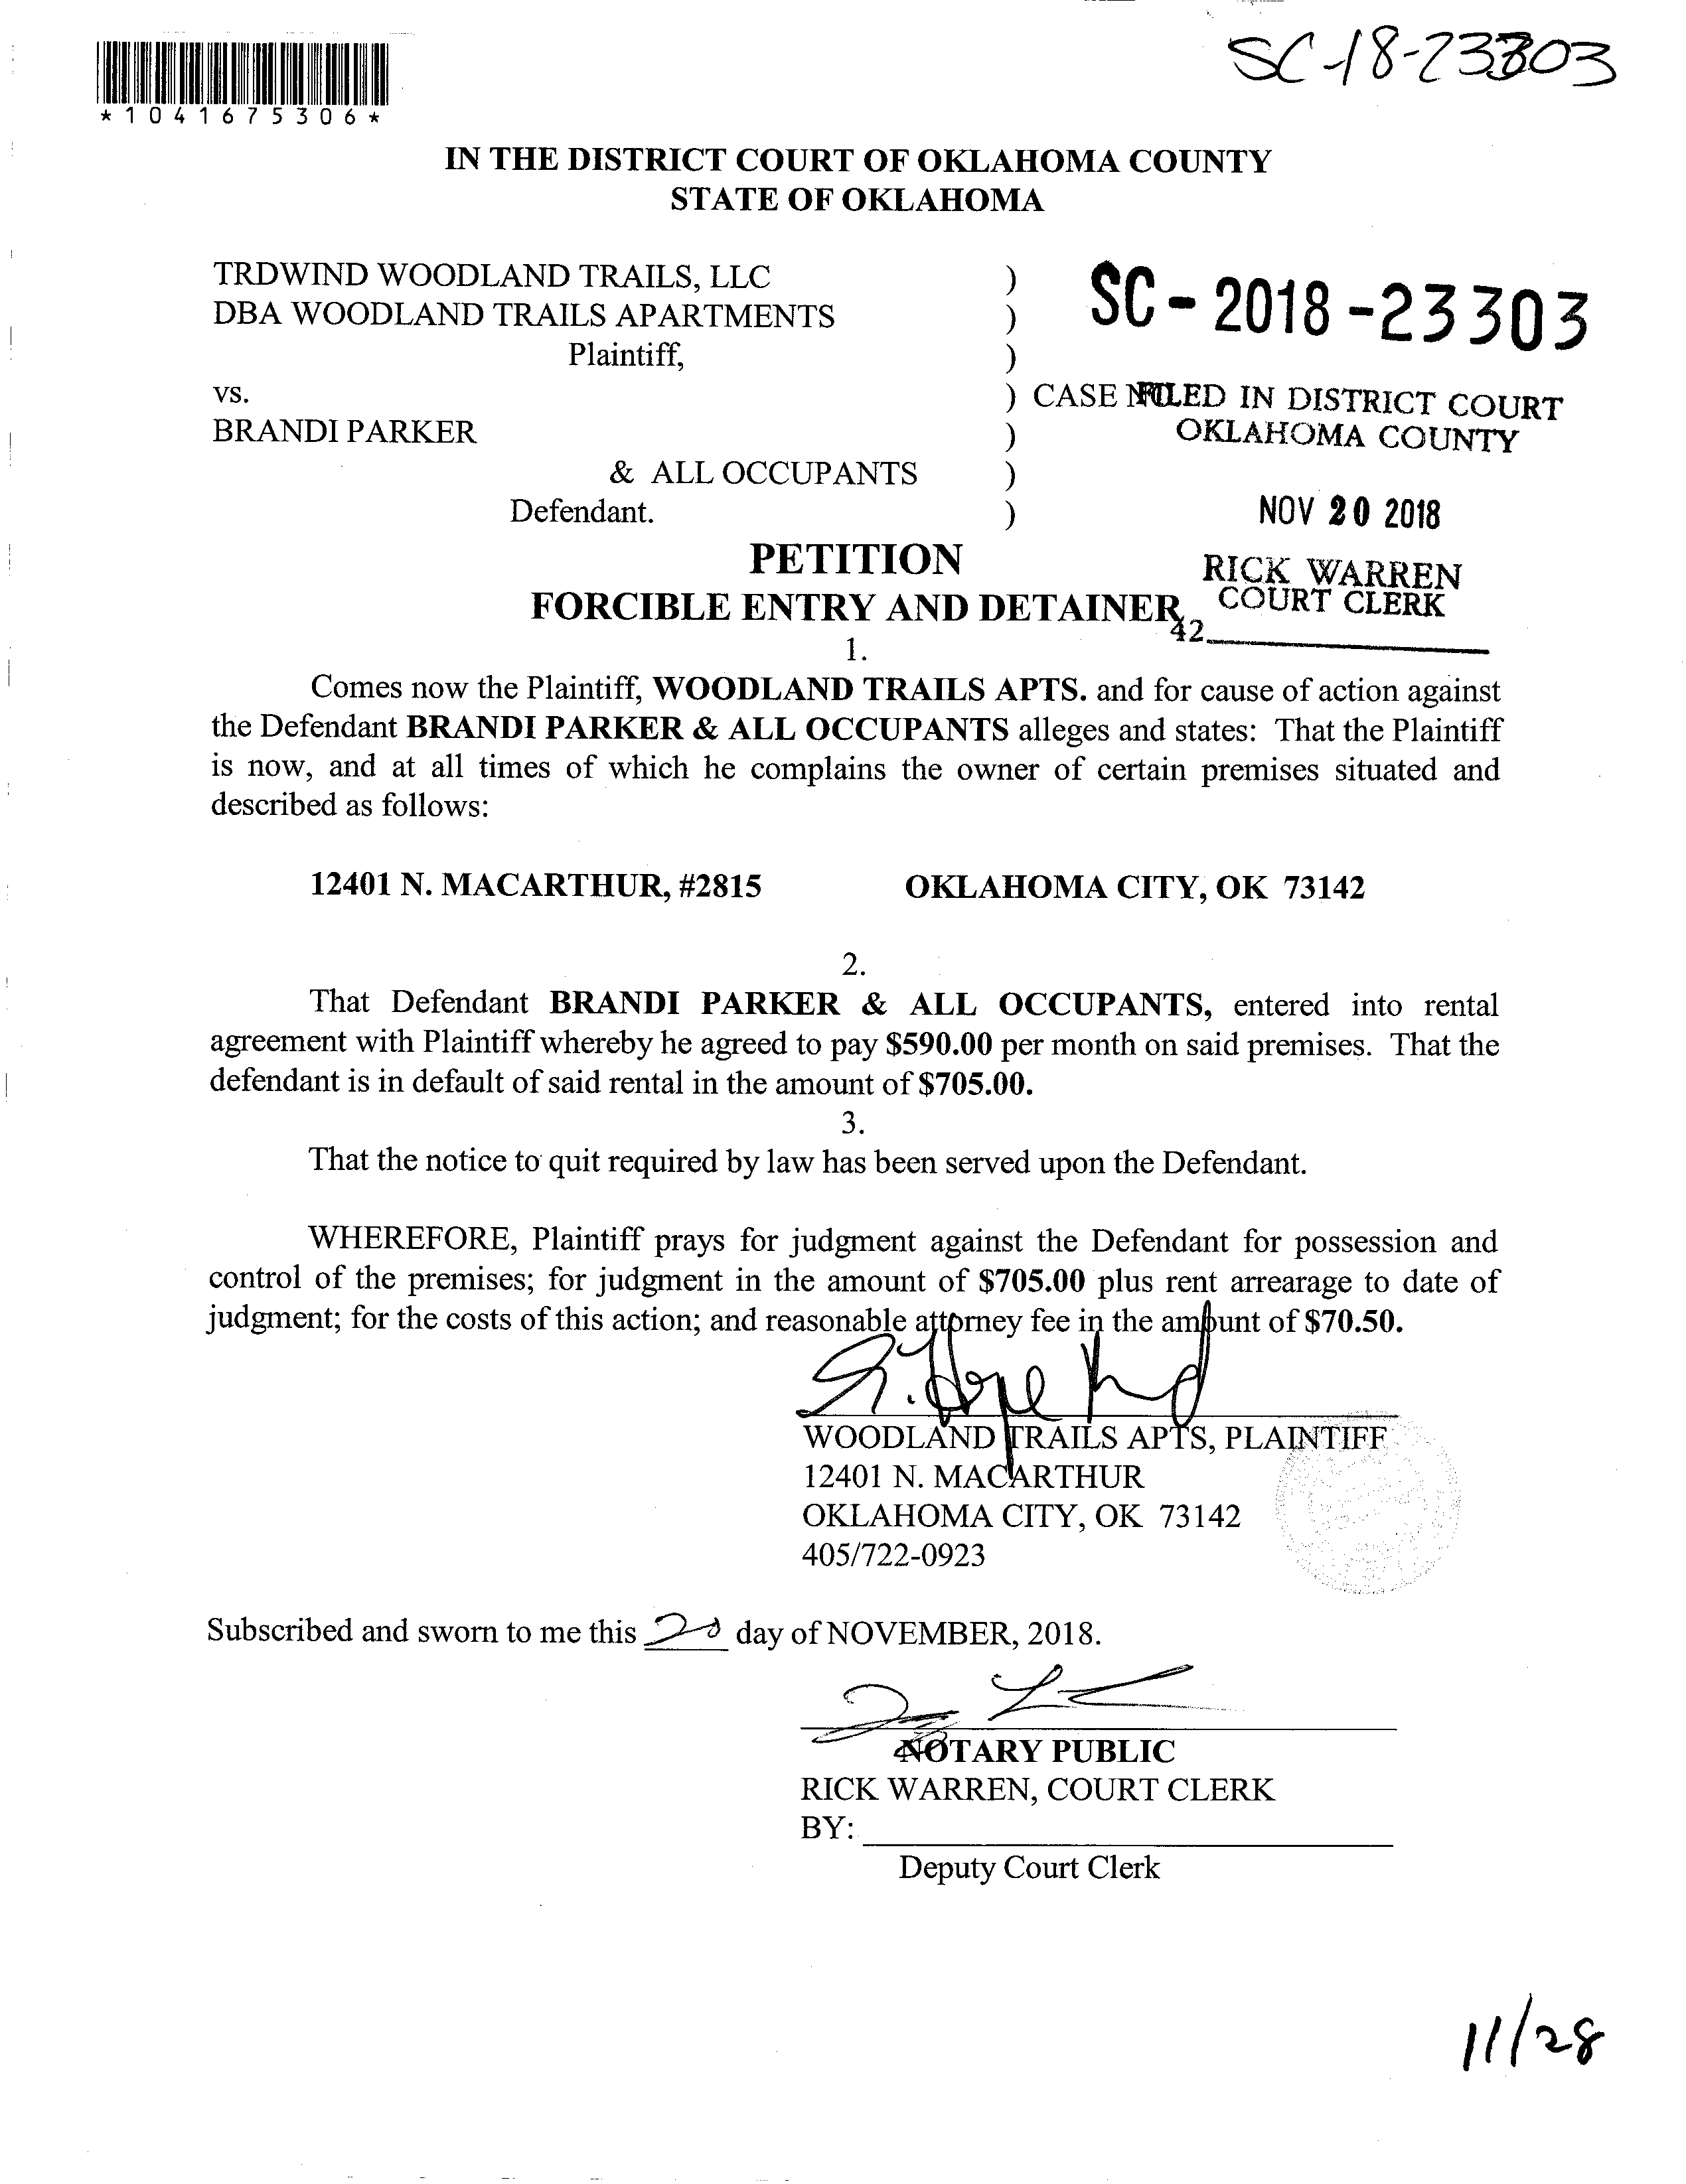 SC-18-23303
*1041675306*
IN THE DISTRICT COURT OF OKLAHOMA COUNTY
STATE OF OKLAHOMA
TRDWIND WOODLAND TRAILS, LLC )
DBA WOODLAND TRAILS APARTMENTS )
Plaintiff, )
SC-2018-23303
vs. ) CASE
FILED IN DISTRICT COURT
BRANDI PARKER )
OKLAHOMA COUNTY
& ALL OCCUPANTS )
Defendant. )
NOV 20 2018
PETITION
RICK WARREN
FORCIBLE ENTRY AND DETAINER
COURT CLERK
42
1.
Comes now the Plaintiff, WOODLAND TRAILS APTS. and for cause of action against
the Defendant BRANDI PARKER & ALL OCCUPANTS alleges and states: That the Plaintiff
is now, and at all times of which he complains the owner of certain premises situated and
described as follows:
12401 N. MACARTHUR, #2815 OKLAHOMA CITY, OK 73142
2.
That Defendant BRANDI PARKER & ALL OCCUPANTS, entered into rental
agreement with Plaintiff whereby he agreed to pay $590.00 per month on said premises. That the
defendant is in default of said rental in the amount of $705.00.
3.
That the notice to quit required by law has been served upon the Defendant.
WHEREFORE, Plaintiff prays for judgment against the Defendant for possession and
control of the premises; for judgment in the amount of $705.00 plus rent arrearage to date of
judgment; for the costs of this action; and reasonable attorney fee in the amount of $70.50.
WOODLAND TRAILS APTS, PLAINTIFF
12401 N. MACARTHUR
OKLAHOMA CITY, OK 73142
405/722-0923
Subscribed and sworn to me this 20 day of NOVEMBER, 2018.
NOTARY PUBLIC
RICK WARREN, COURT CLERK
BY:
Deputy Court Clerk
11/28